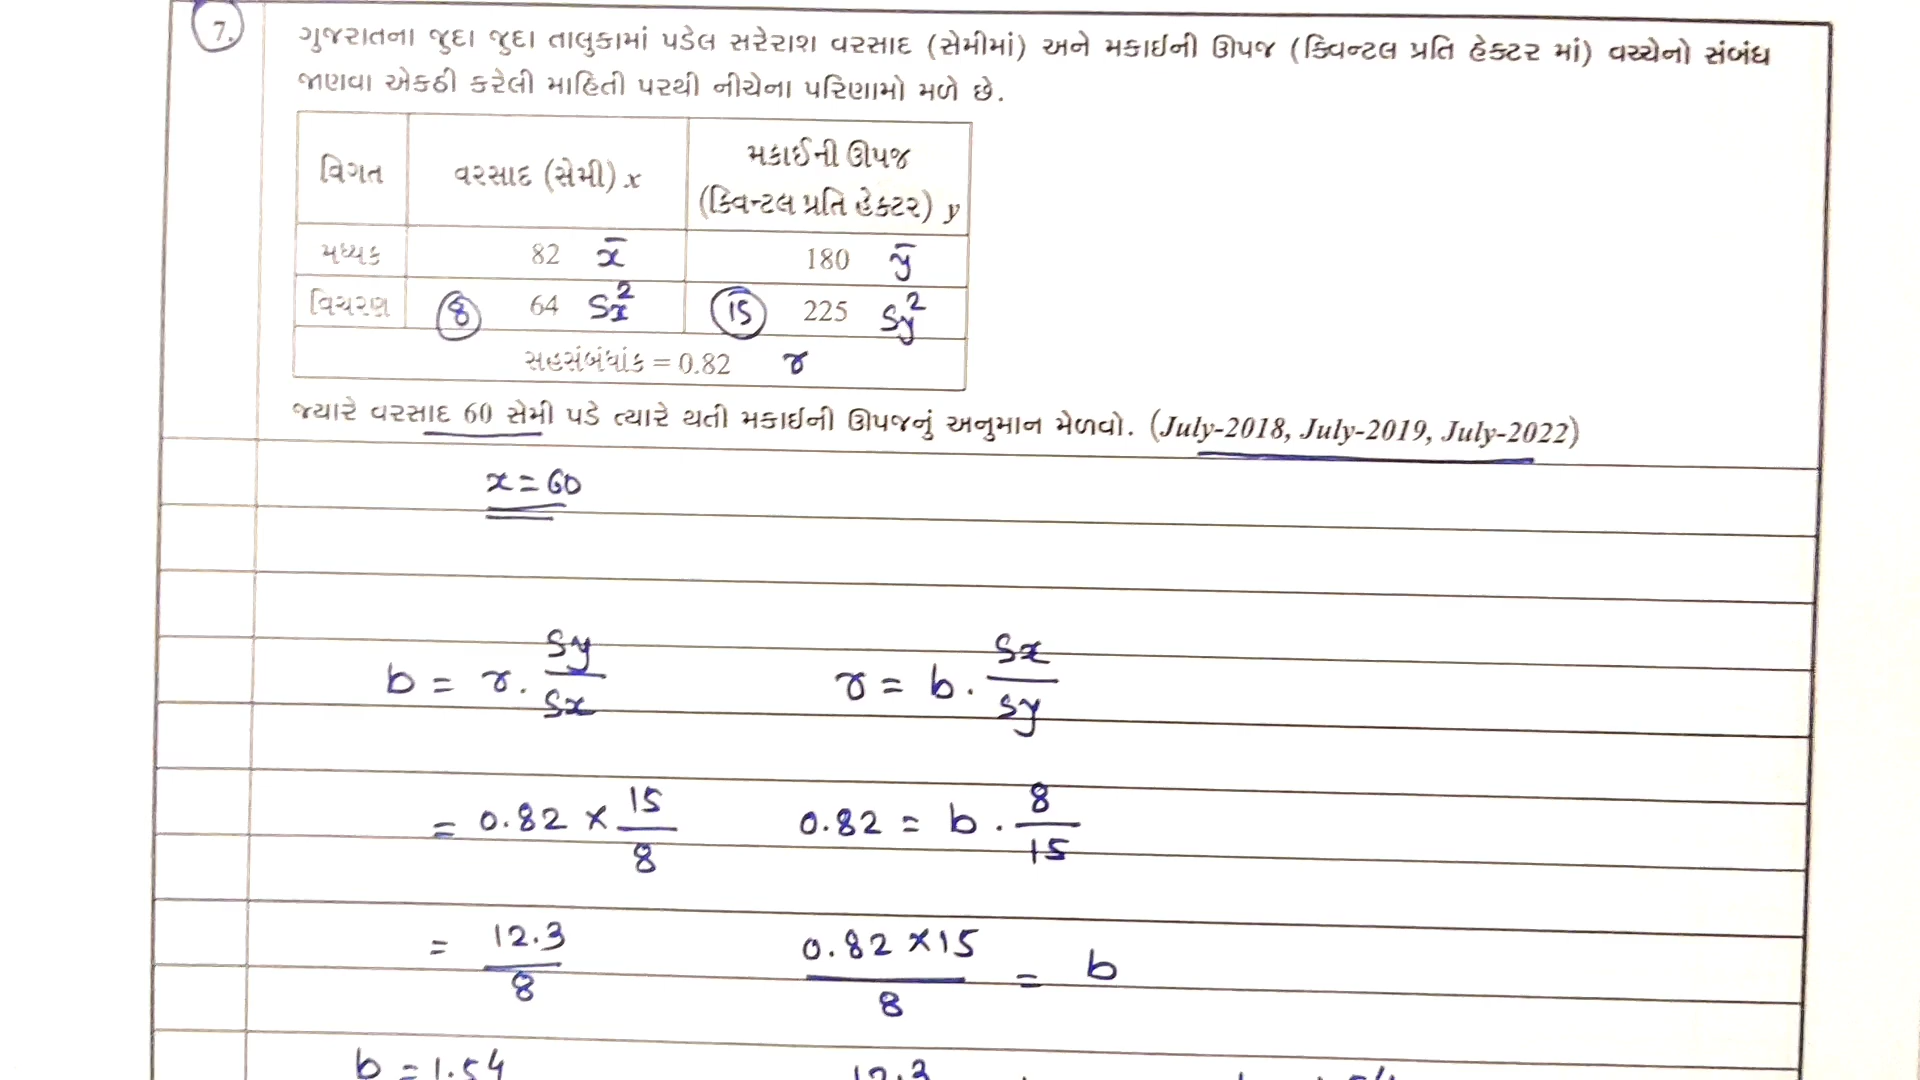 7. ગુજરાતના જુદા જુદા તાલુકામાં પડેલ સરેરાશ વરસાદ (સેમીમાં) અને મકાઈની ઊપજ (ક્વિન્ટલ પ્રતિ હેક્ટર માં) વચ્ચેનો સંબંધ
જાણવા એકઠી કરેલી માહિતી પરથી નીચેના પરિણામો મળે છે.
વિગત વરસાદ (સેમી) x મકાઈની ઊપજ
(ક્વિન્ટલ પ્રતિ હેક્ટર) y
મધ્યક 82 x̄ 180 ȳ
વિચરણ 8 64 Sx² 15 225 Sy²
સહસંબંધાંક = 0.82 r
જ્યારે વરસાદ 60 સેમી પડે ત્યારે થતી મકાઈની ઊપજનું અનુમાન મેળવો. (July-2018, July-2019, July-2022)
x = 60
b = r. Sy/Sx r = b. Sx/Sy
= 0.82 × 15/8 0.82 = b. 8/15
= 12.3/8 0.82 × 15/8 = b
b = 1.54 12.3